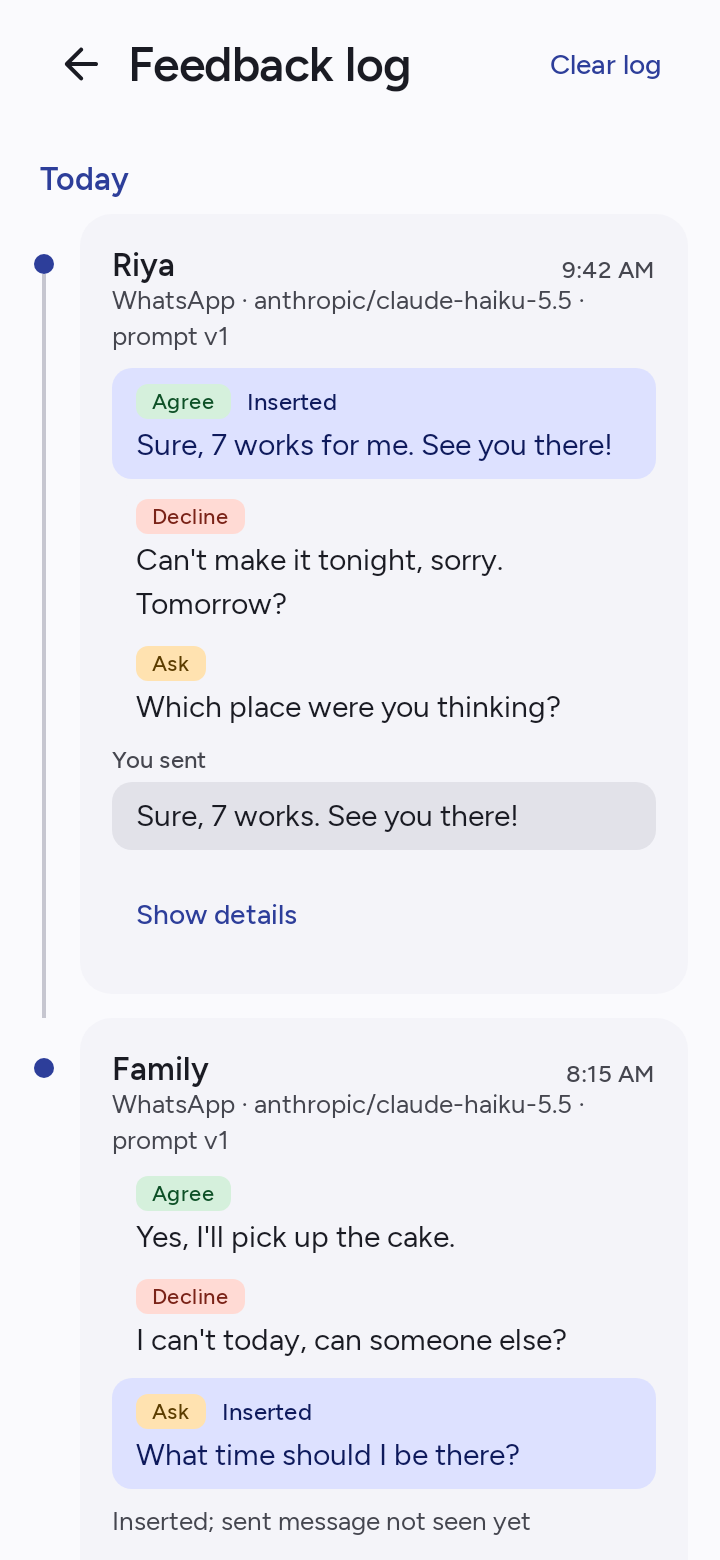 Feedback log
Clear log
Today
Riya
9:42 AM
WhatsApp · anthropic/claude-haiku-5.5 ·
prompt v1
Agree
Inserted
Sure, 7 works for me. See you there!
Decline
Can't make it tonight, sorry.
Tomorrow?
Ask
Which place were you thinking?
You sent
Sure, 7 works. See you there!
Show details
Family
8:15 AM
WhatsApp · anthropic/claude-haiku-5.5 ·
prompt v1
Agree
Yes, I'll pick up the cake.
Decline
I can't today, can someone else?
Ask
Inserted
What time should I be there?
Inserted; sent message not seen yet